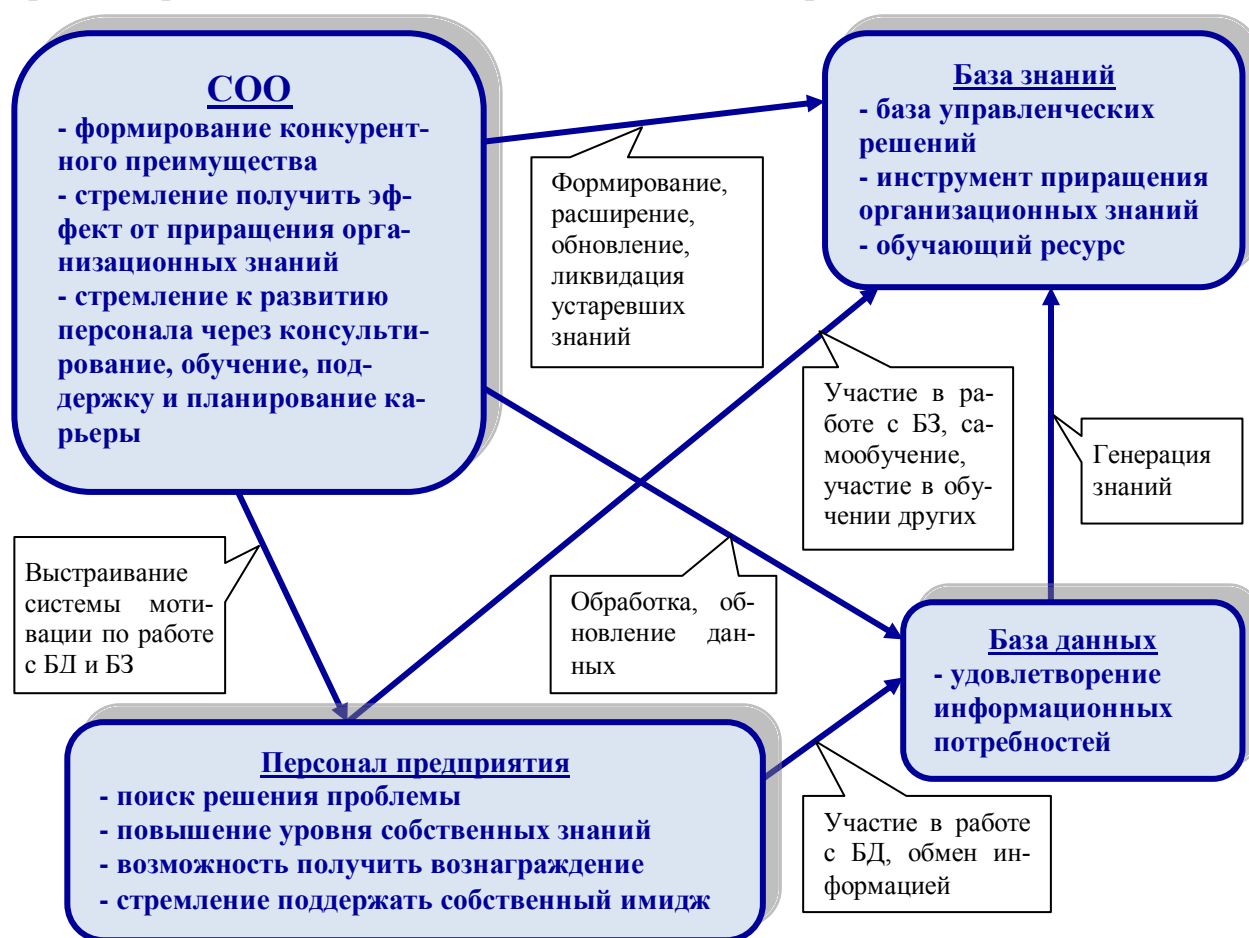 СОО
- формирование конкурент-
ного преимущества
- стремление получить эф-
фект от приращения орга-
низационных знаний
- стремление к развитию
персонала через консульти-
рование, обучение, под-
держку и планирование ка-
рьеры
База знаний
- база управленческих
решений
- инструмент приращения
организационных знаний
- обучающий ресурс
Формирование,
расширение,
обновление,
ликвидация
устаревших
знаний
Участие в ра-
боте с БЗ, са-
мообучение,
участие в обу-
чении других
Генерация
знаний
Выстраивание
системы моти-
вации по работе
с БД и БЗ
Обработка, об-
новление дан-
ных
База данных
- удовлетворение
информационных
потребностей
Персонал предприятия
- поиск решения проблемы
- повышение уровня собственных знаний
- возможность получить вознаграждение
- стремление поддержать собственный имидж
Участие в работе
с БД, обмен ин-
формацией